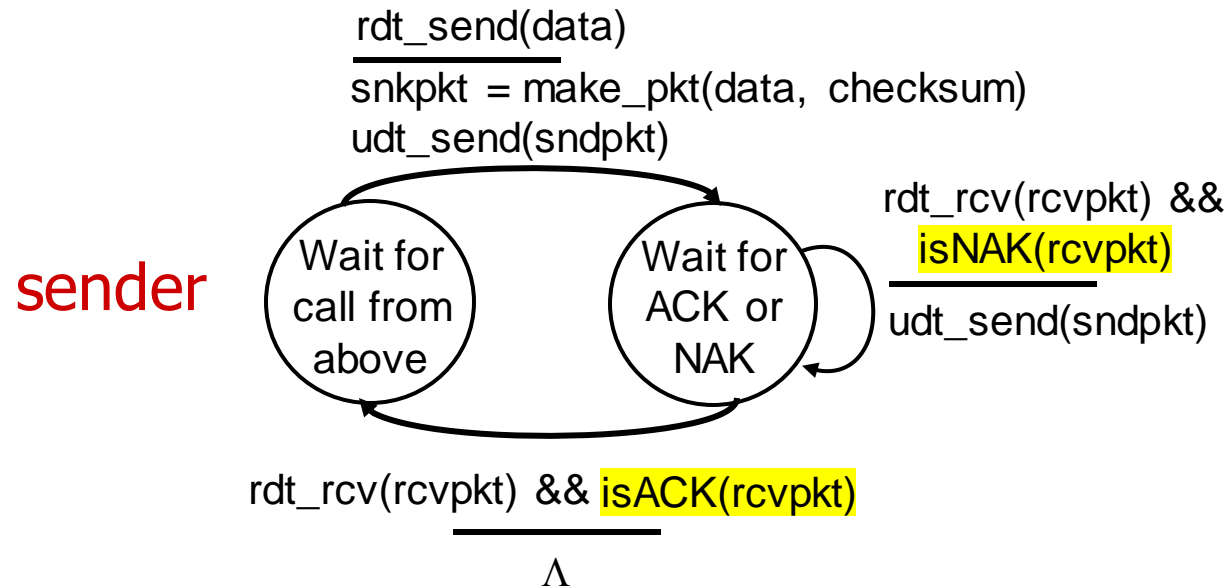 rdt_send(data)
snkpkt = make_pkt(data, checksum)
udt_send(sndpkt)
rdt_rcv(rcvpkt) &&
isNAK(rcvpkt)
udt_send(sndpkt)
sender
Wait for
call from
above
Wait for
ACK or
NAK
rdt_rcv(rcvpkt) && isACK(rcvpkt)
Λ